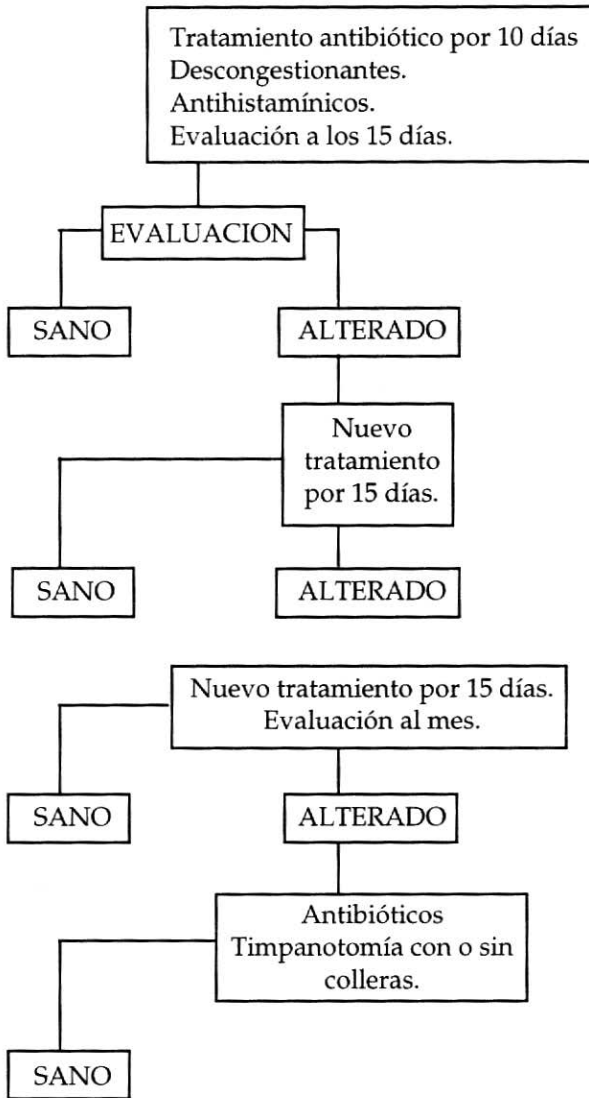 Tratamiento antibiótico por 10 días
Descongestionantes.
Antihistamínicos.
Evaluación a los 15 días.
EVALUACION
SANO
ALTERADO
Nuevo
tratamiento
por 15 días.
SANO
ALTERADO
Nuevo tratamiento por 15 días.
Evaluación al mes.
SANO
ALTERADO
Antibióticos
Timpanotomía con o sin
colleras.
SANO